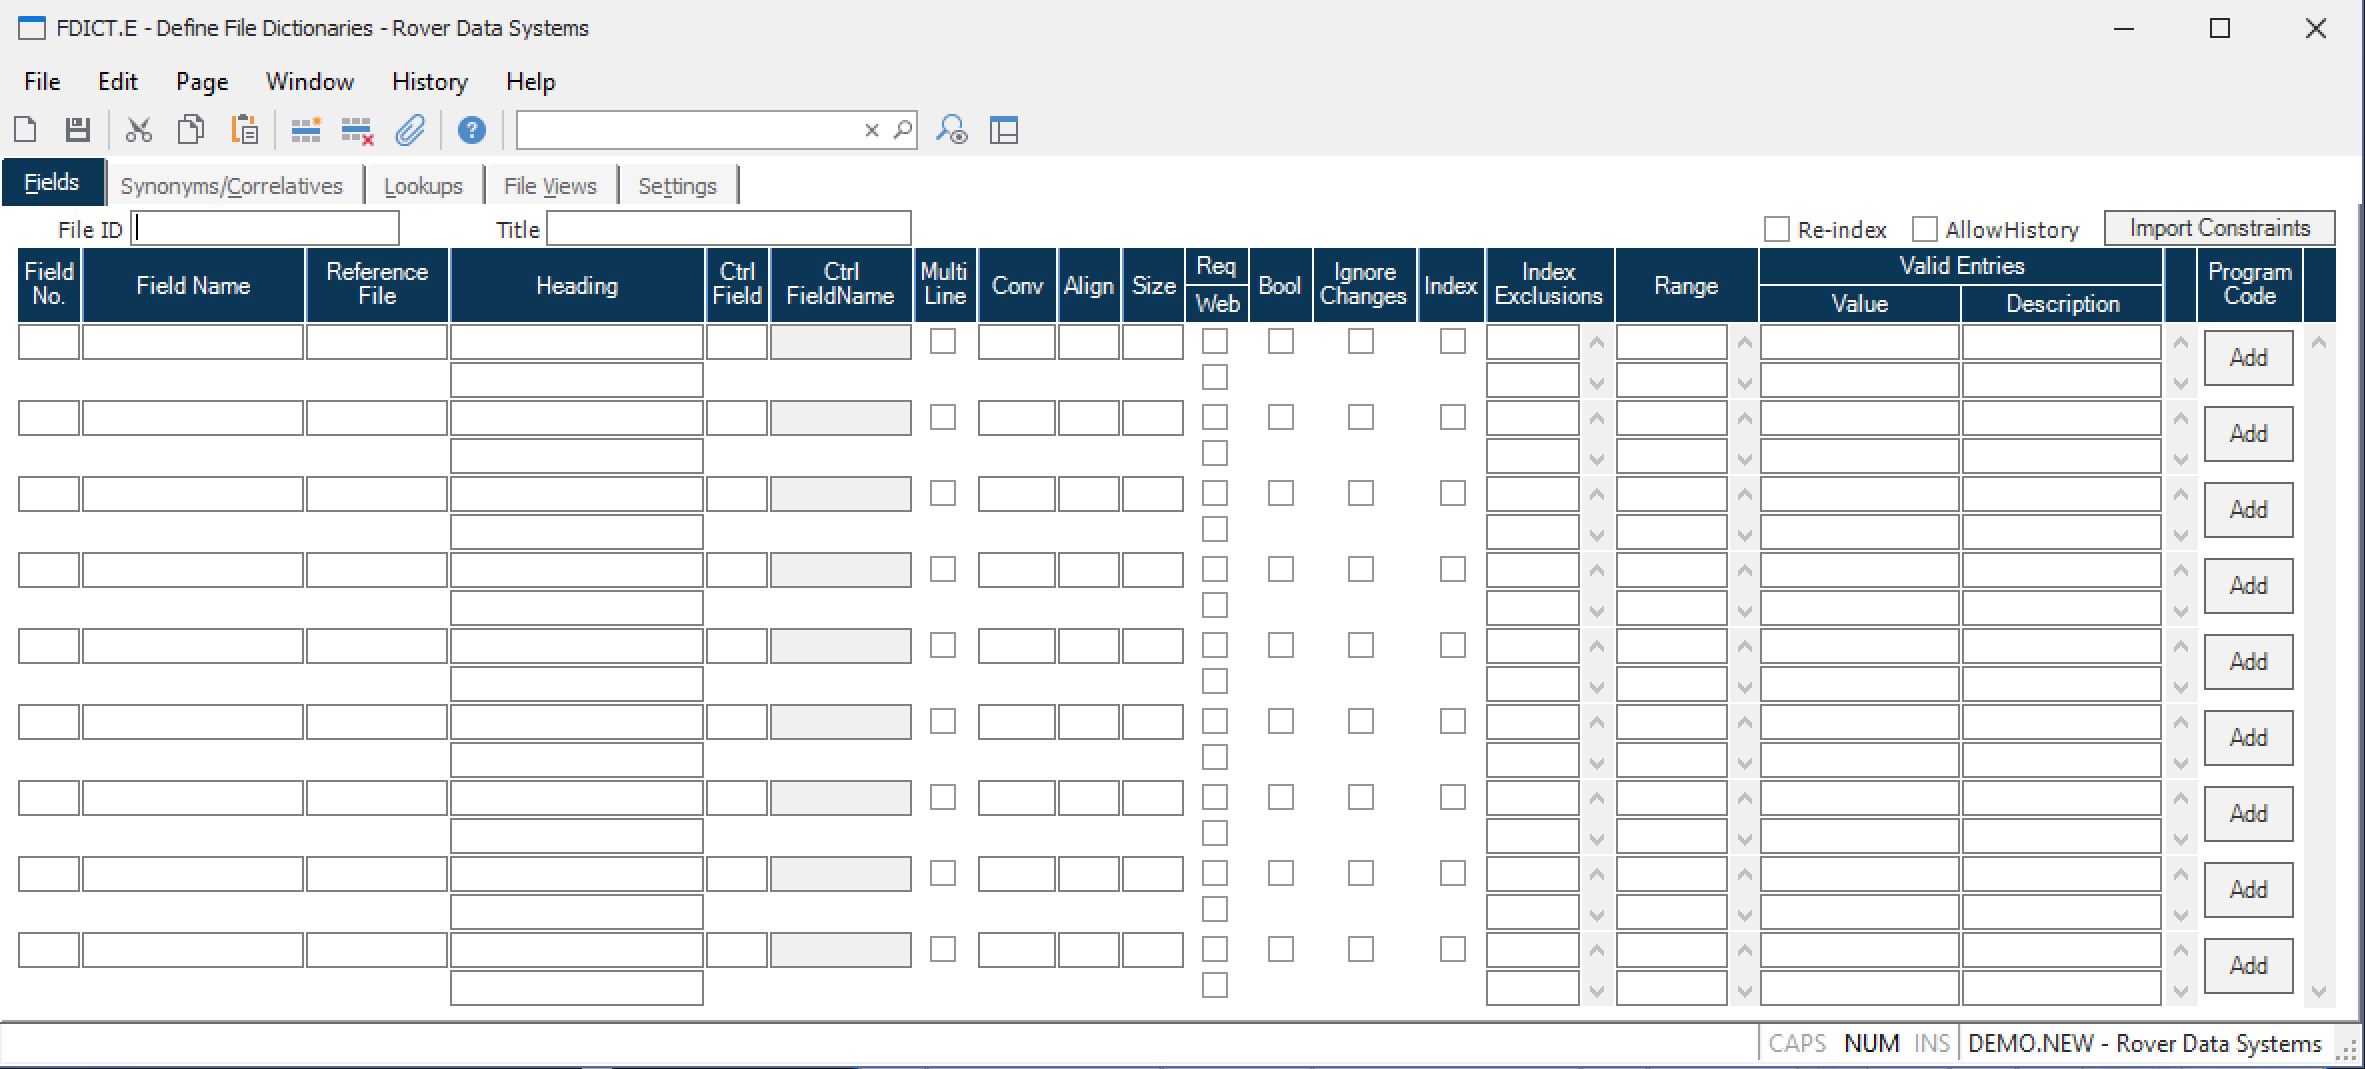 FDICT.E - Define File Dictionaries - Rover Data Systems
File Edit Page Window History Help
Fields Synonyms/Correlatives Lookups File Views Settings
File ID Title Re-index AllowHistory Import Constraints
Field No. Field Name Reference File Heading Ctrl Field Ctrl FieldName Multi Line Conv Align Size Req Web Bool Ignore Changes Index Index Exclusions Range Valid Entries Value Description Program Code
Add
Add
Add
Add
Add
Add
Add
Add
Add
CAPS NUM INS DEMO.NEW - Rover Data Systems